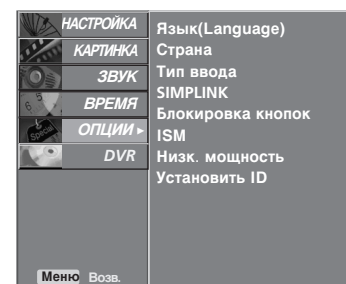 НАСТРОЙКА
КАРТИНКА
ЗВУК
ВРЕМЯ
ОПЦИИ ▸
DVR
Язык(Language)
Страна
Тип ввода
SIMPLINK
Блокировка кнопок
ISM
Низк. мощность
Установить ID
Меню Возв.